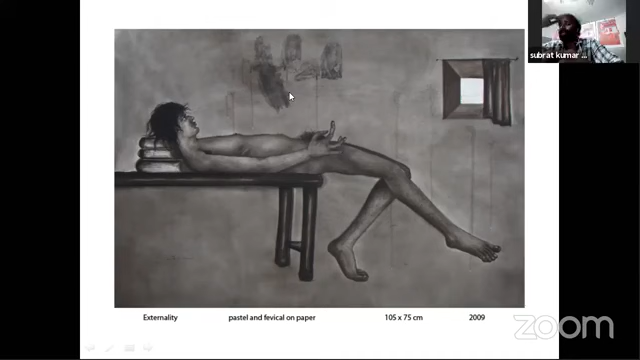 subrat kumar ...
Externality pastel and fevical on paper 105 x 75 cm 2009
zoom